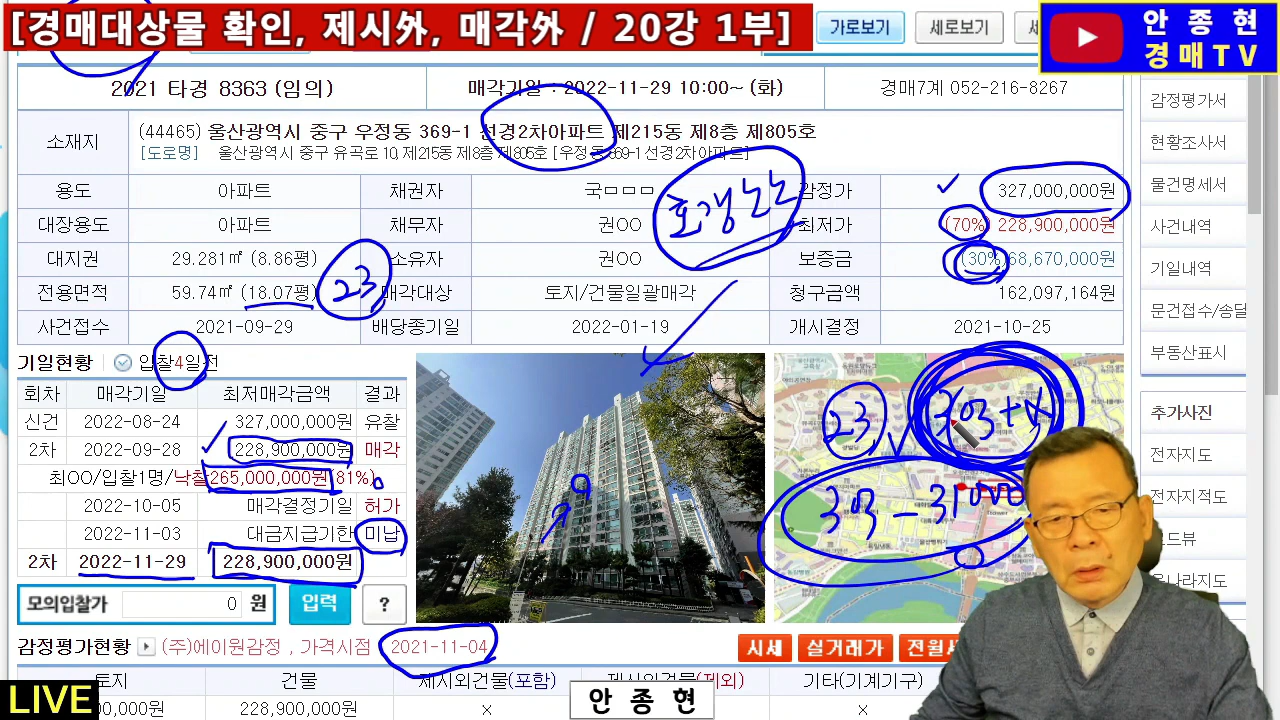 [경매대상물 확인, 제시外, 매각外 / 20강 1부]
가로보기
세로보기
안종현
경매TV
2021 타경 8363 (임의)
매각기일 : 2022-11-29 10:00~ (화)
경매7계 052-216-8267
소재지
(44465) 울산광역시 중구 우정동 369-1 선경2차아파트 제215동 제8층 제805호
[도로명] 울산광역시 중구 유곡로 10, 제215동 제8층 제805호 [우정동 369-1 선경2차아파트]
용도 아파트 채권자 국ㅁㅁㅁ 감정가 327,000,000원
대장용도 아파트 채무자 권OO 최저가 (70%) 228,900,000원
대지권 29.281㎡ (8.86평) 소유자 권OO 보증금 (30%) 68,670,000원
전용면적 59.74㎡ (18.07평) 매각대상 토지/건물일괄매각 청구금액 162,097,164원
사건접수 2021-09-29 배당종기일 2022-01-19 개시결정 2021-10-25
23
호갱노노
기일현황 입찰4일전
회차 매각기일 최저매각금액 결과
신건 2022-08-24 327,000,000원 유찰
2차 2022-09-28 228,900,000원 매각
최OO/입찰1명/낙찰265,000,000원(81%)
2022-10-05 매각결정기일 허가
2022-11-03 대금지급기한 미납
2차 2022-11-29 228,900,000원
모의입찰가 0 원 입력 ?
23
감정평가현황 (주)에이원감정 , 가격시점 2021-11-04
시세 실거래가
토지 건물 제시외건물(포함) 제시외건물(제외) 기타(기계기구)
228,900,000원 x x
감정평가서
현황조사서
물건명세서
사건내역
기일내역
문건접수/송달
부동산표시
추가사진
전자지도
전자지적도
LIVE
안종현